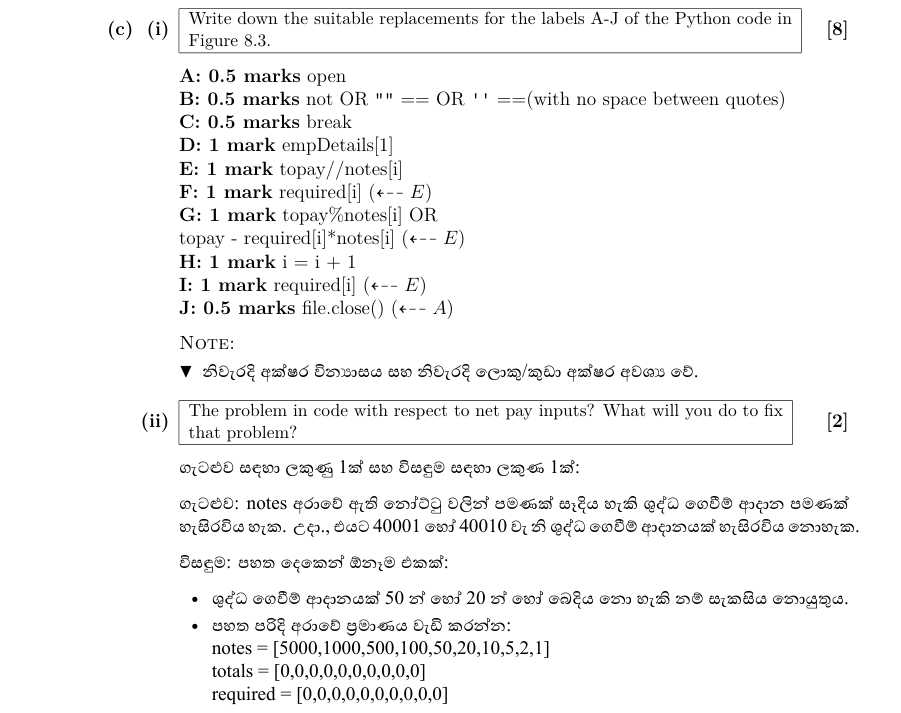 (c) (i) Write down the suitable replacements for the labels A-J of the Python code in [8]
Figure 8.3.
A: 0.5 marks open
B: 0.5 marks not OR "" == OR '' ==(with no space between quotes)
C: 0.5 marks break
D: 1 mark empDetails[1]
E: 1 mark topay//notes[i]
F: 1 mark required[i] (←-- E)
G: 1 mark topay%notes[i] OR
topay - required[i]*notes[i] (←-- E)
H: 1 mark i = i + 1
I: 1 mark required[i] (←-- E)
J: 0.5 marks file.close() (←-- A)
NOTE:
▼ නිවැරදි අක්ෂර වින්‍යාසය සහ නිවැරදි ලොකු/කුඩා අක්ෂර අවශ්‍ය වේ.
(ii) The problem in code with respect to net pay inputs? What will you do to fix [2]
that problem?
ගැටළුව සඳහා ලකුණු 1ක් සහ විසඳුම සඳහා ලකුණ 1ක්:
ගැටළුව: notes අරාවේ ඇති නෝට්ටු වලින් පමණක් සෑදිය හැකි ශුද්ධ ගෙවීම් ආදාන පමණක්
හැසිරවිය හැක. උදා., එයට 40001 හෝ 40010 වැ නි ශුද්ධ ගෙවීම් ආදානයක් හැසිරවිය නොහැක.
විසඳුම: පහත දෙකෙන් ඕනෑම එකක්:
• ශුද්ධ ගෙවීම් ආදානයක් 50 න් හෝ 20 න් හෝ බෙදිය නො හැකි නම් සැකසිය නොයුතුය.
• පහත පරිදි අරාවේ ප්‍රමාණය වැඩි කරන්න:
notes = [5000,1000,500,100,50,20,10,5,2,1]
totals = [0,0,0,0,0,0,0,0,0,0]
required = [0,0,0,0,0,0,0,0,0,0]